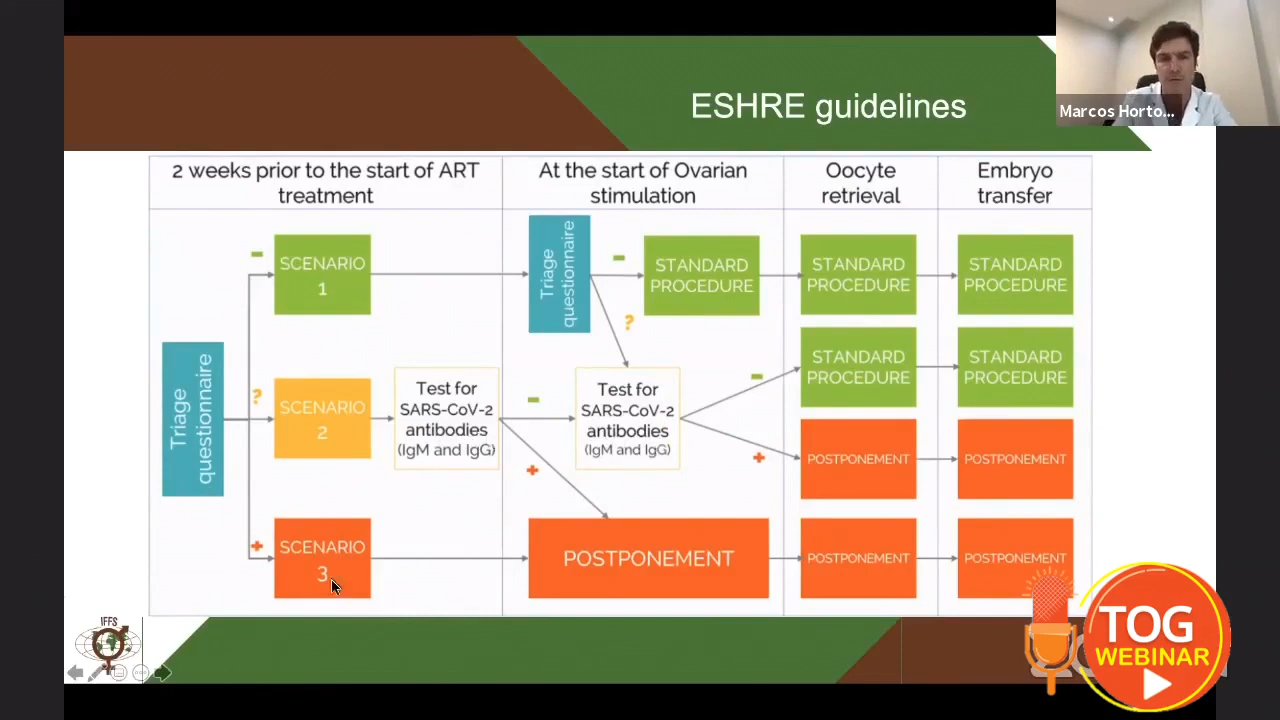 ESHRE guidelines
Marcos Horto...
2 weeks prior to the start of ART
treatment
At the start of Ovarian
stimulation
Oocyte
retrieval
Embryo
transfer
Triage
questionnaire
-
SCENARIO
1
Triage
questionnaire
-
STANDARD
PROCEDURE
STANDARD
PROCEDURE
STANDARD
PROCEDURE
?
?
SCENARIO
2
Test for
SARS-CoV-2
antibodies
(IgM and IgG)
-
+
Test for
SARS-CoV-2
antibodies
(IgM and IgG)
-
STANDARD
PROCEDURE
STANDARD
PROCEDURE
+
POSTPONEMENT
POSTPONEMENT
+
SCENARIO
3
POSTPONEMENT
POSTPONEMENT
POSTPONEMENT
IFFS
TOG
WEBINAR